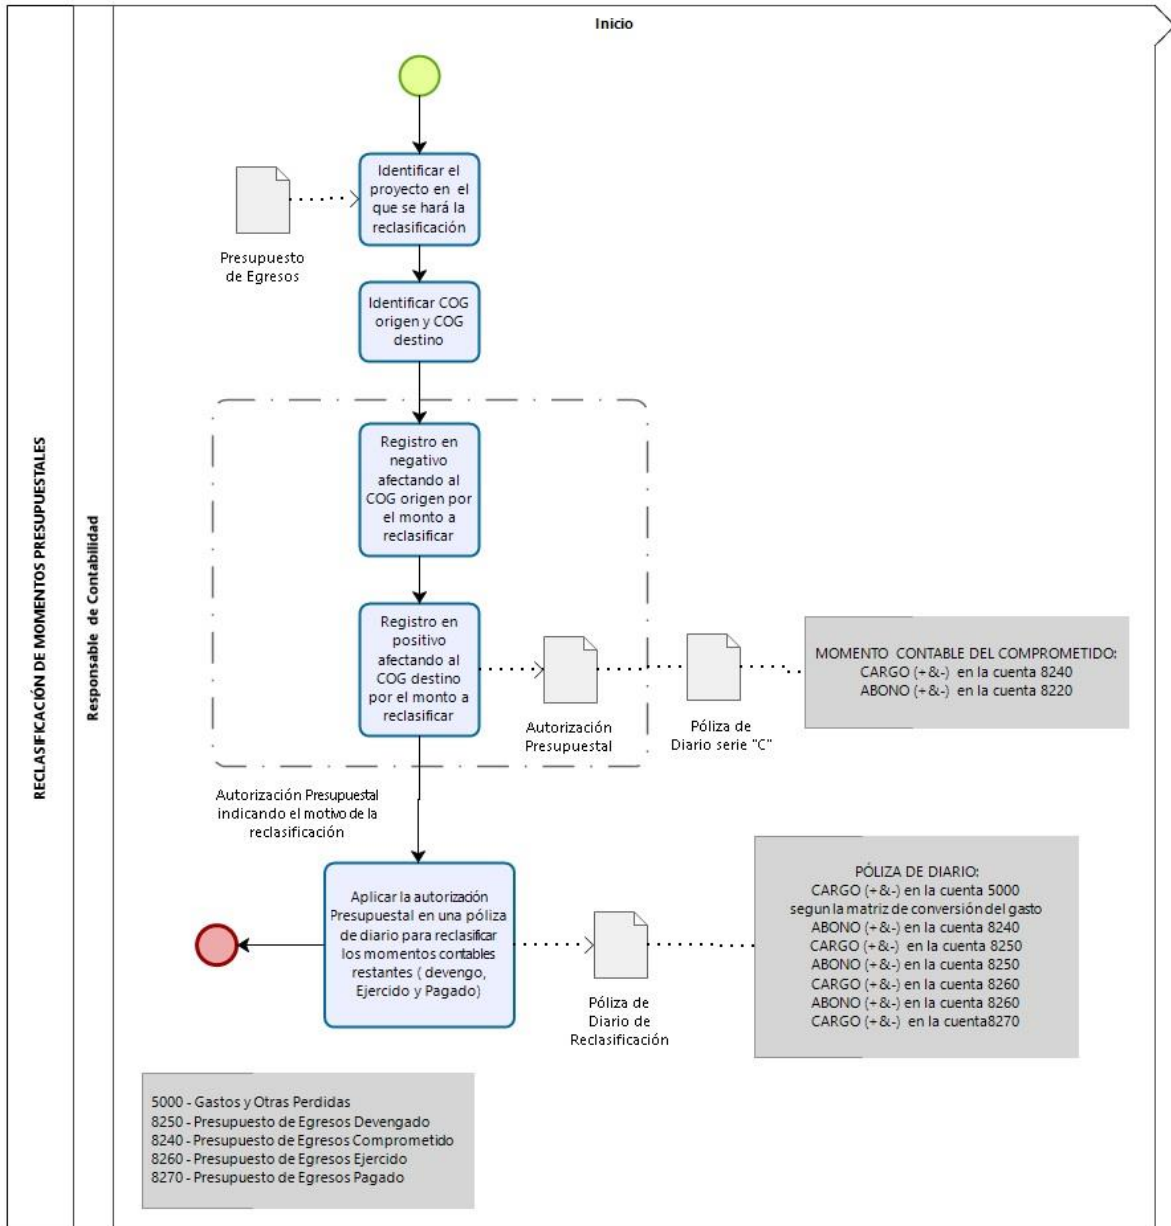 Inicio
RECLASIFICACIÓN DE MOMENTOS PRESUPUESTALES
Responsable de Contabilidad
Identificar el
proyecto en el
que se hará la
reclasificación
Presupuesto
de Egresos
Identificar COG
origen y COG
destino
Registro en
negativo
afectando al
COG origen por
el monto a
reclasificar
Registro en
positivo
afectando al
COG destino
por el monto a
reclasificar
Autorización
Presupuestal
Póliza de
Diario serie "C"
MOMENTO CONTABLE DEL COMPROMETIDO:
CARGO (+&-) en la cuenta 8240
ABONO (+&-) en la cuenta 8220
Autorización Presupuestal
indicando el motivo de la
reclasificación
Aplicar la autorización
Presupuestal en una póliza
de diario para reclasificar
los momentos contables
restantes ( devengo,
Ejercido y Pagado)
Póliza de
Diario de
Reclasificación
PÓLIZA DE DIARIO:
CARGO (+&-) en la cuenta 5000
segun la matriz de conversión del gasto
ABONO (+&-) en la cuenta 8240
CARGO (+&-) en la cuenta 8250
ABONO (+&-) en la cuenta 8250
CARGO (+&-) en la cuenta 8260
ABONO (+&-) en la cuenta 8260
CARGO (+&-) en la cuenta8270
5000 - Gastos y Otras Perdidas
8250 - Presupuesto de Egresos Devengado
8240 - Presupuesto de Egresos Comprometido
8260 - Presupuesto de Egresos Ejercido
8270 - Presupuesto de Egresos Pagado